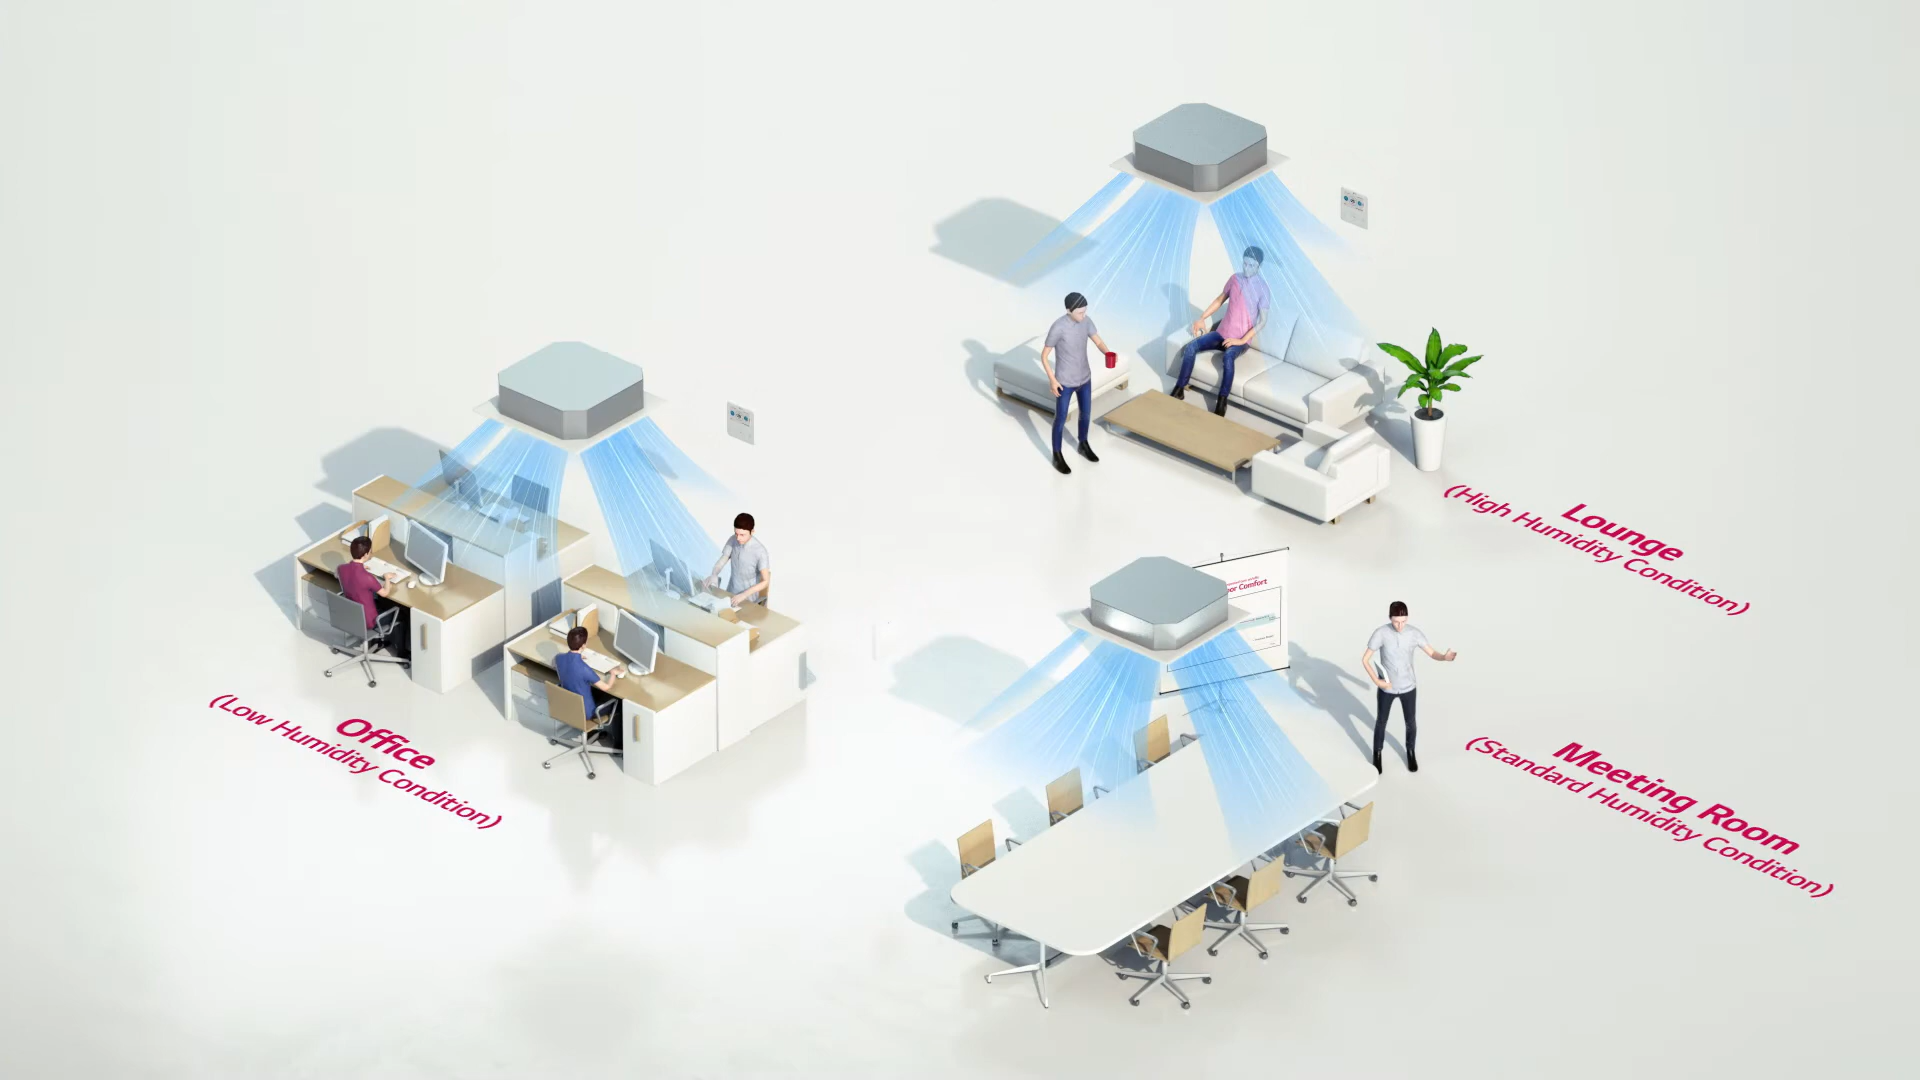 Lounge
(High Humidity Condition)
Comfort
Office
(Low Humidity Condition)
Meeting Room
(Standard Humidity Condition)